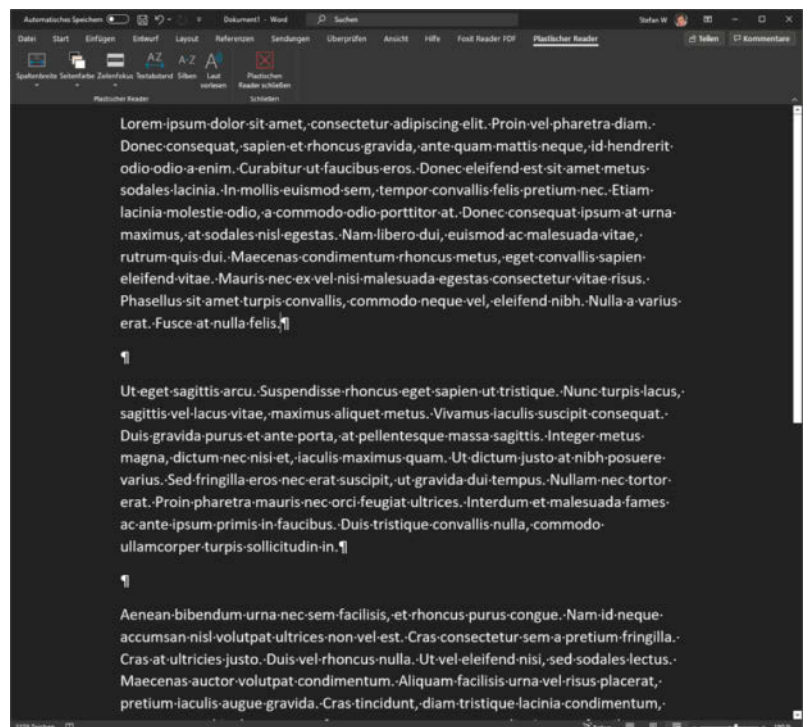 Automatisches Speichern
Dokument1 - Word
Suchen
Stefan W
Datei Start Einfügen Entwurf Layout Referenzen Sendungen Überprüfen Ansicht Hilfe Foxit Reader PDF Plastischer Reader Teilen Kommentare
Spaltenbreite Seitenfarbe Zeilenfokus Textabstand Silben Laut vorlesen Plastischen Reader schließen
Plastischer Reader Schließen
Lorem·ipsum·dolor·sit·amet,·consectetur·adipiscing·elit.·Proin·vel·pharetra·diam.·
Donec·consequat,·sapien·et·rhoncus·gravida,·ante·quam·mattis·neque,·id·hendrerit·
odio·odio·a·enim.·Curabitur·ut·faucibus·eros.·Donec·eleifend·est·sit·amet·metus·
sodales·lacinia.·In·mollis·euismod·sem,·tempor·convallis·felis·pretium·nec.·Etiam·
lacinia·molestie·odio,·a·commodo·odio·porttitor·at.·Donec·consequat·ipsum·at·urna·
maximus,·at·sodales·nisl·egestas.·Nam·libero·dui,·euismod·ac·malesuada·vitae,·
rutrum·quis·dui.·Maecenas·condimentum·rhoncus·metus,·eget·convallis·sapien·
eleifend·vitae.·Mauris·nec·ex·vel·nisi·malesuada·egestas·consectetur·vitae·risus.·
Phasellus·sit·amet·turpis·convallis,·commodo·neque·vel,·eleifend·nibh.·Nulla·a·varius·
erat.·Fusce·at·nulla·felis.¶
¶
Ut·eget·sagittis·arcu.·Suspendisse·rhoncus·eget·sapien·ut·tristique.·Nunc·turpis·lacus,·
sagittis·vel·lacus·vitae,·maximus·aliquet·metus.·Vivamus·iaculis·suscipit·consequat.·
Duis·gravida·purus·et·ante·porta,·at·pellentesque·massa·sagittis.·Integer·metus·
magna,·dictum·nec·nisi·et,·iaculis·maximus·quam.·Ut·dictum·justo·at·nibh·posuere·
varius.·Sed·fringilla·eros·nec·erat·suscipit,·ut·gravida·dui·tempus.·Nullam·nec·tortor·
erat.·Proin·pharetra·mauris·nec·orci·feugiat·ultrices.·Interdum·et·malesuada·fames·
ac·ante·ipsum·primis·in·faucibus.·Duis·tristique·convallis·nulla,·commodo·
ullamcorper·turpis·sollicitudin·in.¶
¶
Aenean·bibendum·urna·nec·sem·facilisis,·et·rhoncus·purus·congue.·Nam·id·neque·
accumsan·nisl·volutpat·ultrices·non·vel·est.·Cras·consectetur·sem·a·pretium·fringilla.·
Cras·at·ultricies·justo.·Duis·vel·rhoncus·nulla.·Ut·vel·eleifend·nisi,·sed·sodales·lectus.·
Maecenas·auctor·volutpat·condimentum.·Aliquam·facilisis·urna·vel·risus·placerat,·
pretium·iaculis·augue·gravida.·Cras·tincidunt,·diam·tristique·lacinia·condimentum,·